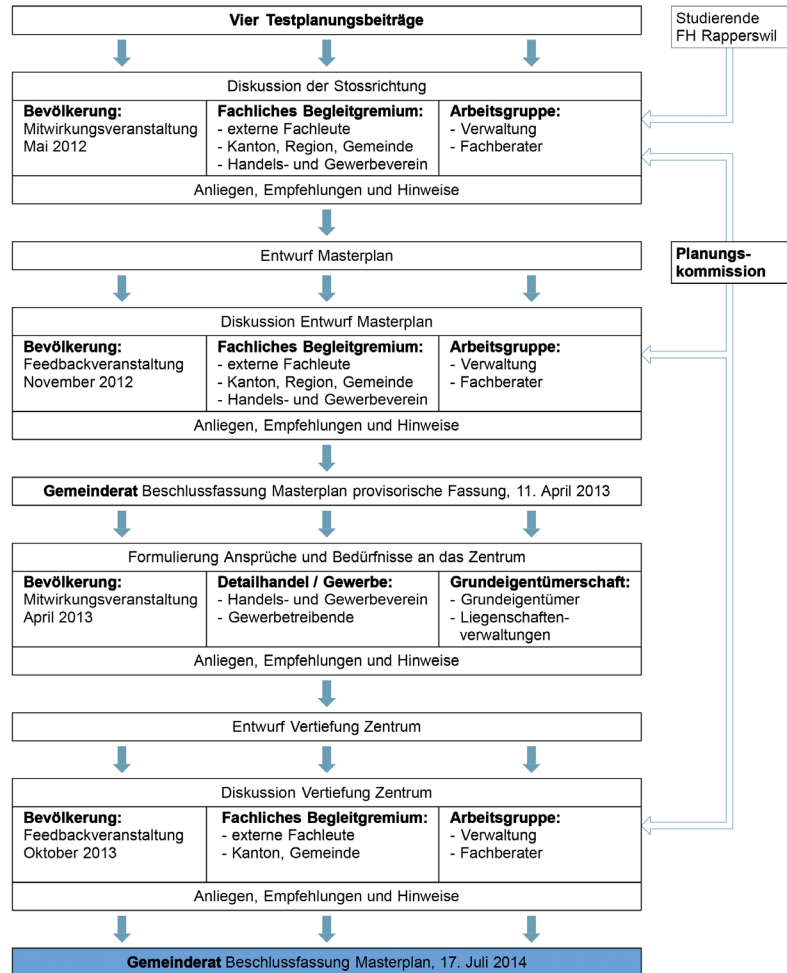 Vier Testplanungsbeiträge
Studierende
FH Rapperswil
Diskussion der Stossrichtung
Bevölkerung:
Mitwirkungsveranstaltung
Mai 2012
Fachliches Begleitgremium:
- externe Fachleute
- Kanton, Region, Gemeinde
- Handels- und Gewerbeverein
Arbeitsgruppe:
- Verwaltung
- Fachberater
Anliegen, Empfehlungen und Hinweise
Entwurf Masterplan
Planungs-
kommission
Diskussion Entwurf Masterplan
Bevölkerung:
Feedbackveranstaltung
November 2012
Fachliches Begleitgremium:
- externe Fachleute
- Kanton, Region, Gemeinde
- Handels- und Gewerbeverein
Arbeitsgruppe:
- Verwaltung
- Fachberater
Anliegen, Empfehlungen und Hinweise
Gemeinderat Beschlussfassung Masterplan provisorische Fassung, 11. April 2013
Formulierung Ansprüche und Bedürfnisse an das Zentrum
Bevölkerung:
Mitwirkungsveranstaltung
April 2013
Detailhandel / Gewerbe:
- Handels- und Gewerbeverein
- Gewerbetreibende
Grundeigentümerschaft:
- Grundeigentümer
- Liegenschaften-
verwaltungen
Anliegen, Empfehlungen und Hinweise
Entwurf Vertiefung Zentrum
Diskussion Vertiefung Zentrum
Bevölkerung:
Feedbackveranstaltung
Oktober 2013
Fachliches Begleitgremium:
- externe Fachleute
- Kanton, Gemeinde
Arbeitsgruppe:
- Verwaltung
- Fachberater
Anliegen, Empfehlungen und Hinweise
Gemeinderat Beschlussfassung Masterplan, 17. Juli 2014